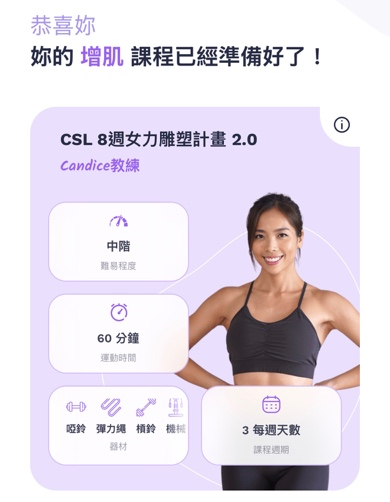 恭喜妳
妳的 增肌 課程已經準備好了！
CSL 8週女力雕塑計畫 2.0
Candice教練
中階
難易程度
60 分鐘
運動時間
啞鈴 彈力繩 槓鈴 機械
器材
3 每週天數
課程週期